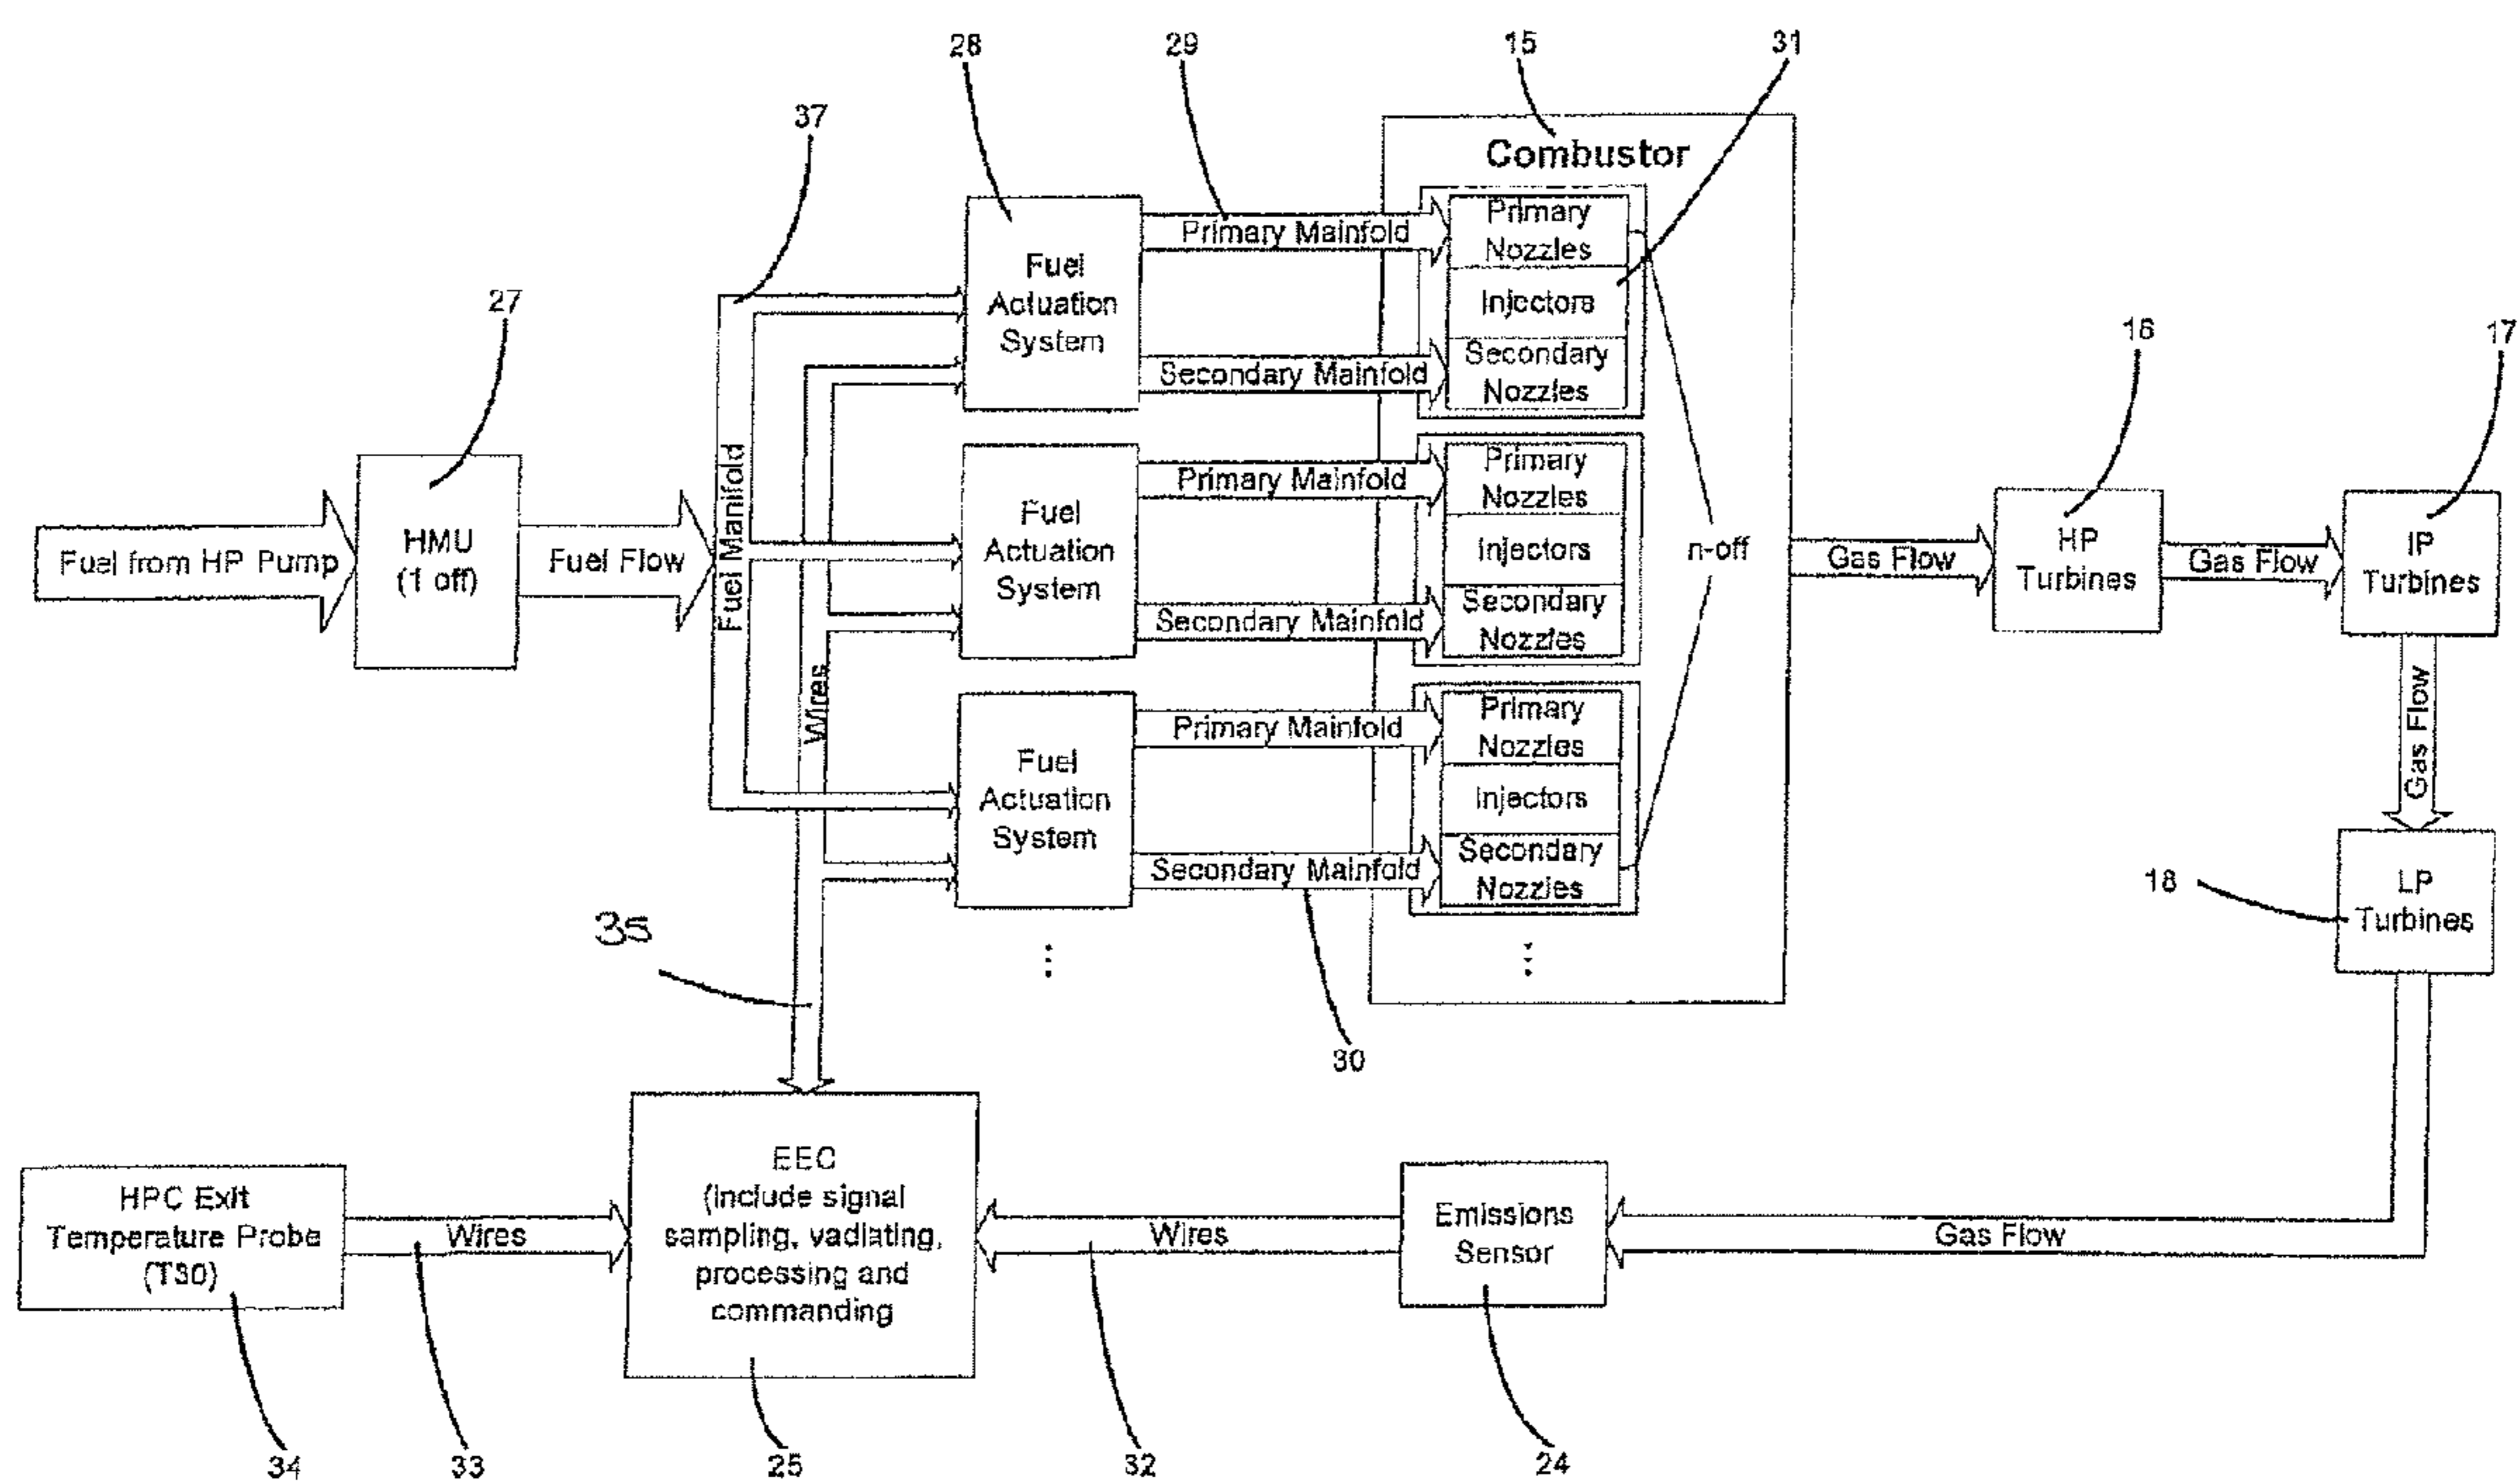 28
29
15
31
37
Combustor
27
Fuel
Actuation
System
Primary Mainfold
Secondary Mainfold
Primary
Nozzles
Injectors
Secondary
Nozzles
16
17
Fuel from HP Pump
HMU
(1 off)
Fuel Flow
Fuel Manifold
Wires
Fuel
Actuation
System
Primary Mainfold
Secondary Mainfold
Primary
Nozzles
Injectors
Secondary
Nozzles
n-off
Gas Flow
HP
Turbines
Gas Flow
IP
Turbines
Gas Flow
Fuel
Actuation
System
Primary Mainfold
Secondary Mainfold
Primary
Nozzles
Injectors
Secondary
Nozzles
18
LP
Turbines
35
30
HPC Exit
Temperature Probe
(T30)
Wires
EEC
(Include signal
sampling, vadiating,
processing and
commanding
Wires
Emissions
Sensor
Gas Flow
34
33
25
32
24